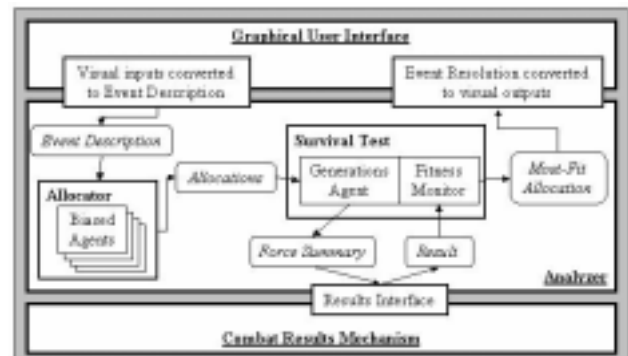 Graphical User Interface
Visual inputs converted
to Event Description
Event Resolution converted
to visual outputs
Event Description
Survival Test
Allocations
Generations
Agent
Fitness
Monitor
Most-Fit
Allocation
Allocator
Biased
Agents
Force Summary
Result
Analyzer
Results Interface
Combat Results Mechanism